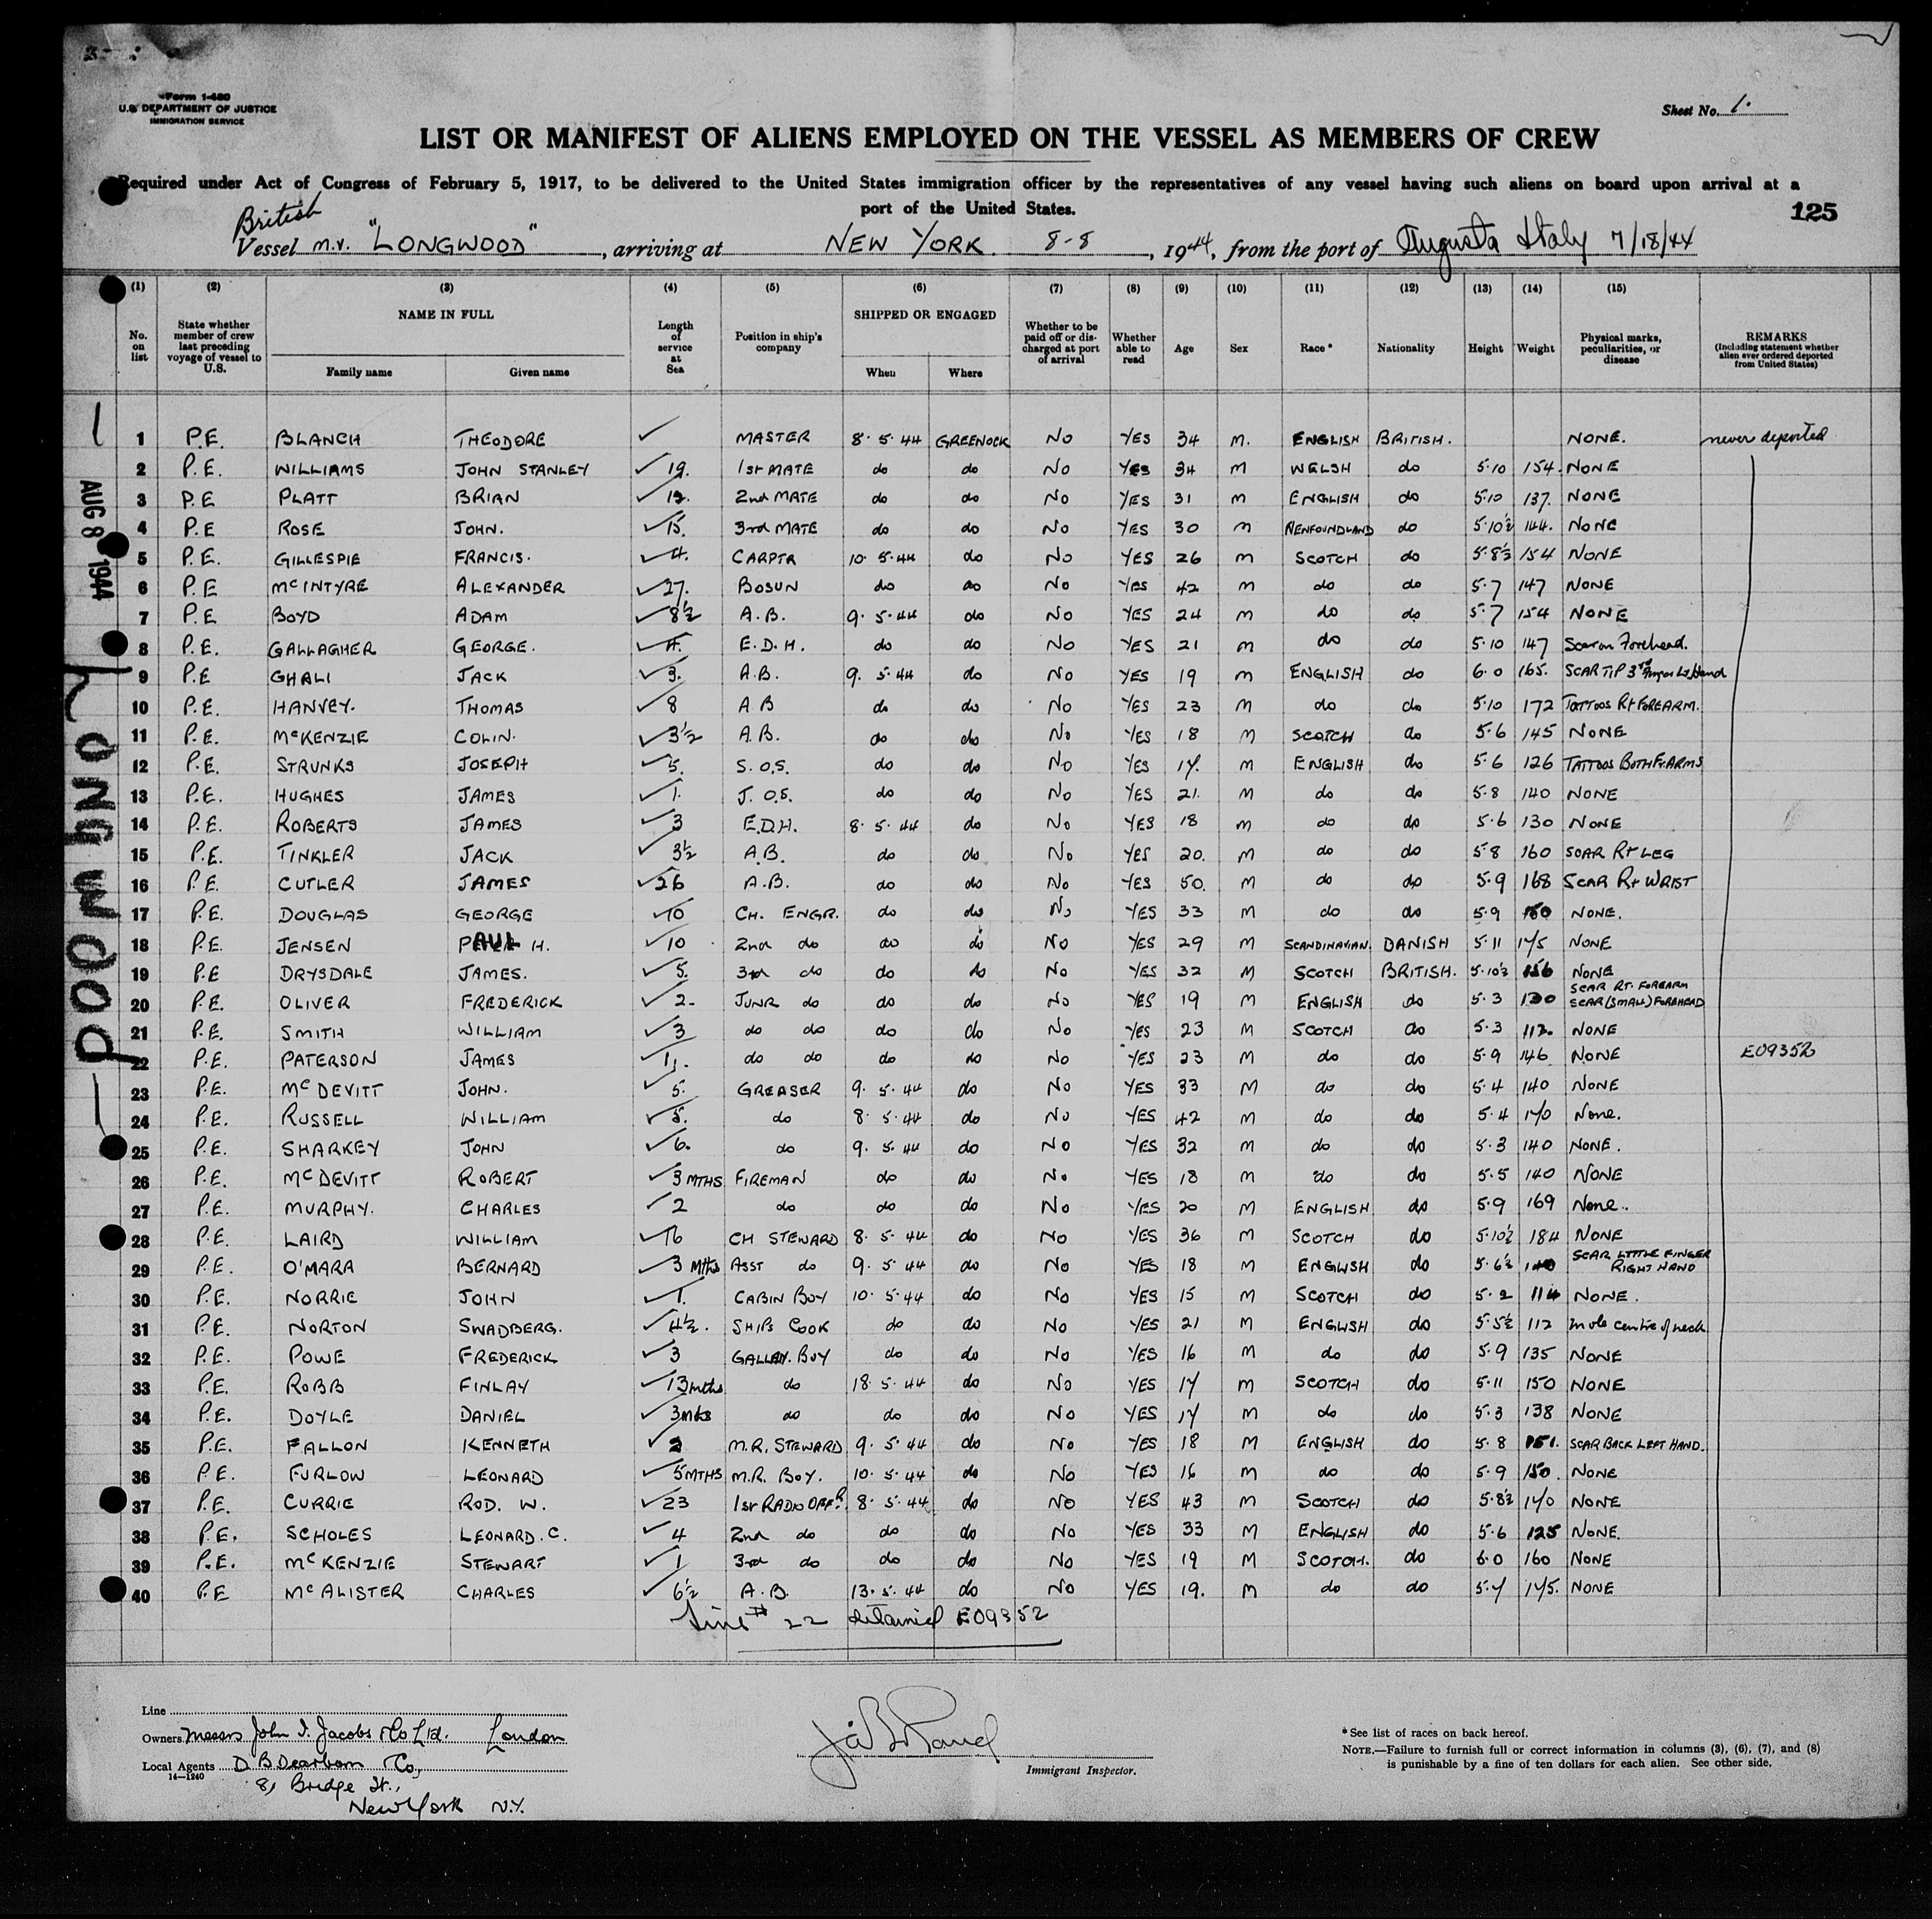 Form I-480
U.S. DEPARTMENT OF JUSTICE
IMMIGRATION SERVICE
Sheet No. 1.
LIST OR MANIFEST OF ALIENS EMPLOYED ON THE VESSEL AS MEMBERS OF CREW
Required under Act of Congress of February 5, 1917, to be delivered to the United States immigration officer by the representatives of any vessel having such aliens on board upon arrival at a
port of the United States.
125
British
Vessel M.V. "LONGWOOD", arriving at NEW YORK 8-8, 1944, from the port of Augusta Italy 7/18/44
(1) (2) (3) (4) (5) (6) (7) (8) (9) (10) (11) (12) (13) (14) (15)
No. on list | State whether member of crew last preceding voyage of vessel to U.S. | NAME IN FULL Family name Given name | Length of service at Sea | Position in ship's company | SHIPPED OR ENGAGED When Where | Whether to be paid off or discharged at port of arrival | Whether able to read | Age | Sex | Race* | Nationality | Height | Weight | Physical marks, peculiarities, or disease | REMARKS (Including statement whether alien ever ordered deported from United States)
AUG 8 1944
LONGWOOD
1 P.E. BLANCH THEODORE ✓ MASTER 8.5.44 GREENOCK No YES 34 M. ENGLISH BRITISH. NONE. never deported
2 P.E. WILLIAMS JOHN STANLEY ✓ 19. 1st MATE do do No YES 34 M WELSH do 5.10 154. NONE
3 P.E PLATT BRIAN ✓ 12. 2nd MATE do do No YES 31 M ENGLISH do 5.10 137. NONE
4 P.E ROSE JOHN. ✓ 15. 3rd MATE do do No YES 30 M NEWFOUNDLAND do 5.10½ 144. NONE
5 P.E. GILLESPIE FRANCIS. ✓ 4. CARPTR 10.5.44 do No YES 26 M SCOTCH do 5.8½ 154 NONE
6 P.E McINTYRE ALEXANDER ✓ 27. BOSUN do do No YES 42 M do do 5.7 147 NONE
7 P.E BOYD ADAM ✓ 8½ A.B. 9.5.44 do No YES 24 M do do 5.7 154 NONE
8 P.E. GALLAGHER GEORGE. ✓ 4. E.D.H. do do No YES 21 M do do 5.10 147 Scar on Forehead.
9 P.E GHALI JACK ✓ 3. A.B. 9.5.44 do No YES 19 M ENGLISH do 6.0 165. SCAR TIP 3rd Finger Lt Hand
10 P.E. HANVEY. THOMAS ✓ 8 A.B do do No YES 23 M do do 5.10 172 TATTOOS Rt FOREARM.
11 P.E. McKENZIE COLIN. ✓ 3½ A.B. do do No YES 18 M SCOTCH do 5.6 145 NONE
12 P.E. STRUNKS JOSEPH ✓ 5. S.O.S. do do No YES 17. M ENGLISH do 5.6 126 TATTOOS BOTH F.ARMS
13 P.E. HUGHES JAMES ✓ 1. J.O.S. do do No YES 21. M do do 5.8 140 NONE
14 P.E. ROBERTS JAMES ✓ 3 E.D.H. 8.5.44 do No YES 18 M do do 5.6 130 NONE
15 P.E. TINKLER JACK ✓ 3½ A.B. do do No YES 20. M do do 5.8 160 SCAR Rt LEG
16 P.E. CUTLER JAMES ✓ 26 A.B. do do No YES 50. M do do 5.9 168 SCAR Rt WRIST
17 P.E. DOUGLAS GEORGE ✓ 10 CH. ENGR. do do No YES 33 M do do 5.9 160 NONE.
18 P.E. JENSEN PAUL H. ✓ 10 2nd do do do No YES 29 M SCANDINAVIAN. DANISH 5.11 175 NONE
19 P.E DRYSDALE JAMES. ✓ 5. 3rd do do do No YES 32 M SCOTCH BRITISH. 5.10½ 156 NONE
20 P.E. OLIVER FREDERICK ✓ 2. JUNR do do do No YES 19 M ENGLISH do 5.3 130 SCAR RT. FOREARM SCAR (SMALL) FOREHEAD
21 P.E. SMITH WILLIAM ✓ 3 do do do do No YES 23 M SCOTCH do 5.3 112. NONE
22 P.E. PATERSON JAMES ✓ 1. do do do do No YES 23 M do do 5.9 146 NONE E09352
23 P.E. McDEVITT JOHN. ✓ 5. GREASER 9.5.44 do No YES 33 M do do 5.4 140 NONE
24 P.E. RUSSELL WILLIAM ✓ 5. do 8.5.44 do No YES 42 M do do 5.4 170 None.
25 P.E. SHARKEY JOHN ✓ 6. do 9.5.44 do No YES 32 M do do 5.3 140 NONE.
26 P.E. McDEVITT ROBERT ✓ 3 MTHS FIREMAN do do No YES 18 M do do 5.5 140 NONE
27 P.E. MURPHY. CHARLES ✓ 2 do do do No YES 20 M ENGLISH do 5.9 169 None..
28 P.E. LAIRD WILLIAM ✓ 16 CH STEWARD 8.5.44 do No YES 36 M SCOTCH do 5.10½ 184 NONE
29 P.E. O'MARA BERNARD ✓ 3 Mths ASST do 9.5.44 do No YES 18 M ENGLISH do 5.6½ 140 SCAR LITTLE FINGER RIGHT HAND
30 P.E. NORRIE JOHN ✓ 1. CABIN BOY 10.5.44 do No YES 15 M SCOTCH do 5.2 114 NONE.
31 P.E. NORTON SWADBERG. ✓ 4½. SHIPS COOK do do No YES 21 M ENGLISH do 5.5½ 112 mole centre of neck
32 P.E. POWE FREDERICK ✓ 3 GALLEY. BOY do do No YES 16 M do do 5.9 135 NONE
33 P.E. ROBB FINLAY ✓ 13 mths do 18.5.44 do No YES 17 M SCOTCH do 5.11 150 NONE
34 P.E. DOYLE DANIEL ✓ 3 mths do do do No YES 17 M do do 5.3 138 NONE
35 P.E. FALLON KENNETH ✓ 2 M.R. STEWARD 9.5.44 do No YES 18 M ENGLISH do 5.8 151. SCAR BACK LEFT HAND.
36 P.E. FURLOW LEONARD ✓ 5 MTHS M.R. BOY. 10.5.44 do No YES 16 M do do 5.9 150. NONE
37 P.E. CURRIE ROD. W. ✓ 23 1st RADIO OFFR. 8.5.44 do No YES 43 M SCOTCH do 5.8½ 170 NONE
38 P.E. SCHOLES LEONARD.C. ✓ 4 2nd do do do No YES 33 M ENGLISH do 5.6 125 NONE.
39 P.E. McKENZIE STEWART ✓ 1 3rd do do do No YES 19 M SCOTCH. do 6.0 160 NONE
40 P.E McALISTER CHARLES ✓ 6½ A.B. 13.5.44 do No YES 19. M do do 5.7 175. NONE
Line # 22 detained E09352
Line
Owners Messrs John I. Jacobs & Co Ltd. London
Local Agents D B Dearborn & Co,
14-1240
8, Bridge St.,
New York N.Y.
Immigrant Inspector.
* See list of races on back hereof.
NOTE.—Failure to furnish full or correct information in columns (3), (6), (7), and (8)
is punishable by a fine of ten dollars for each alien. See other side.